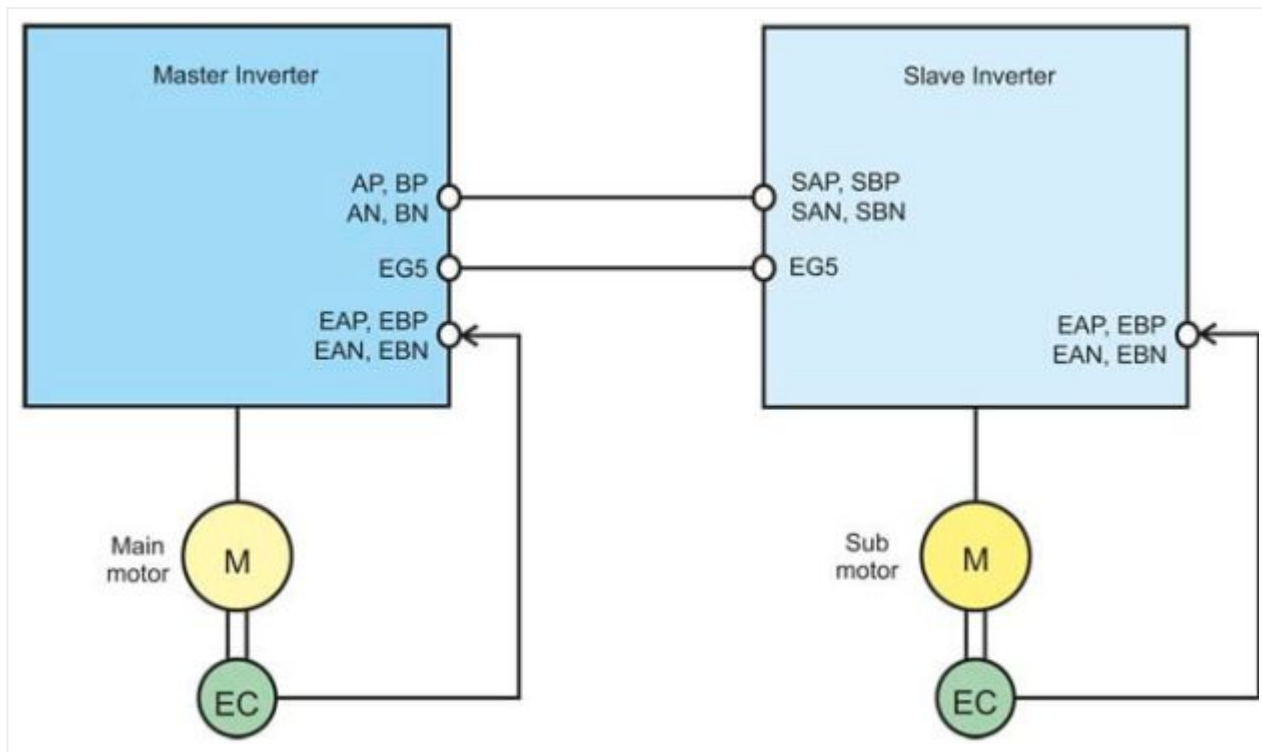 Master Inverter
AP, BP
AN, BN
EG5
EAP, EBP
EAN, EBN
Main
motor
M
EC
Slave Inverter
SAP, SBP
SAN, SBN
EG5
EAP, EBP
EAN, EBN
Sub
motor
M
EC